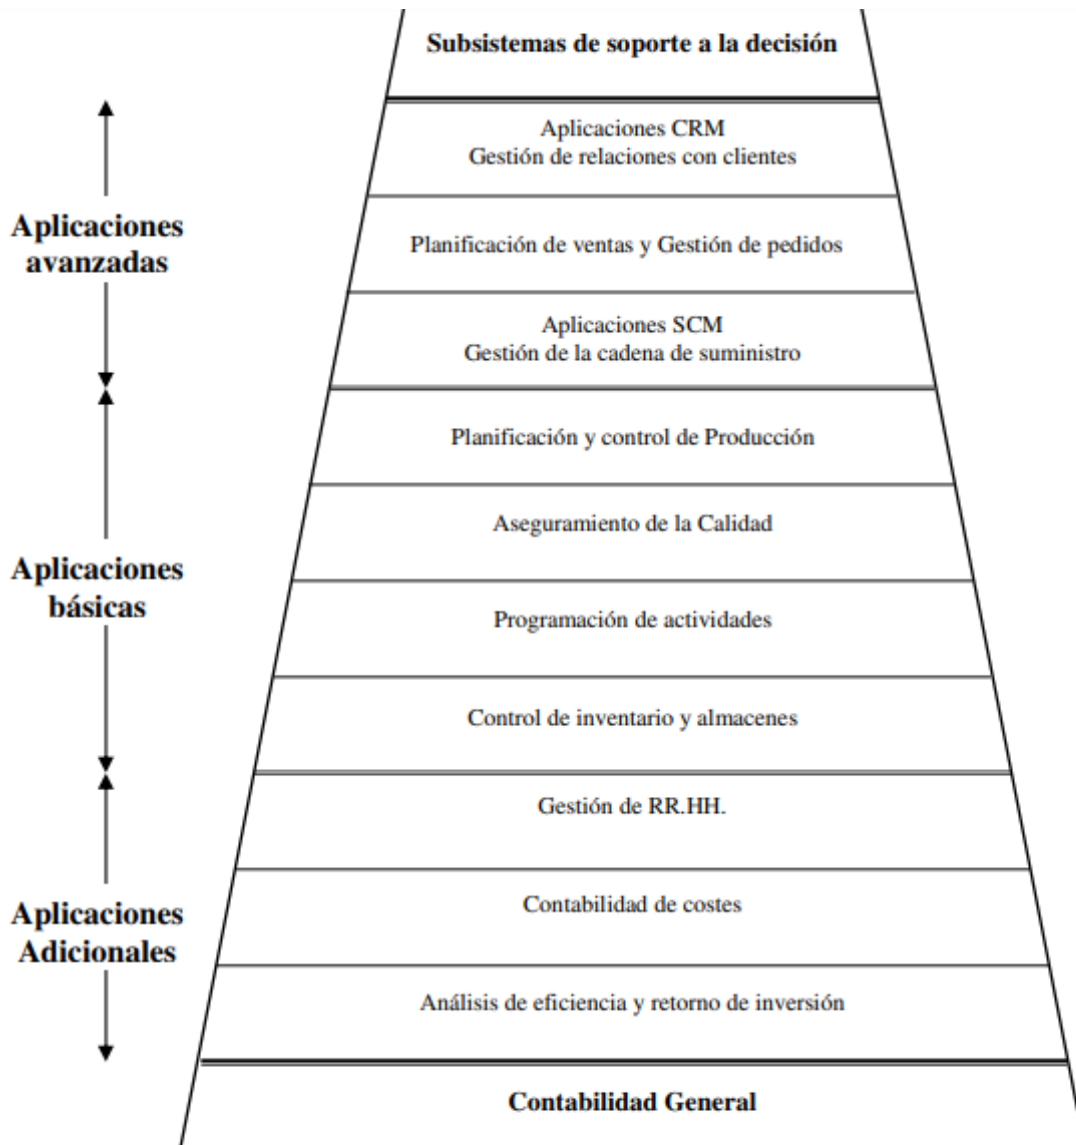 Subsistemas de soporte a la decisión
Aplicaciones CRM
Gestión de relaciones con clientes
Aplicaciones
avanzadas
Planificación de ventas y Gestión de pedidos
Aplicaciones SCM
Gestión de la cadena de suministro
Planificación y control de Producción
Aseguramiento de la Calidad
Aplicaciones
básicas
Programación de actividades
Control de inventario y almacenes
Gestión de RR.HH.
Aplicaciones
Adicionales
Contabilidad de costes
Análisis de eficiencia y retorno de inversión
Contabilidad General